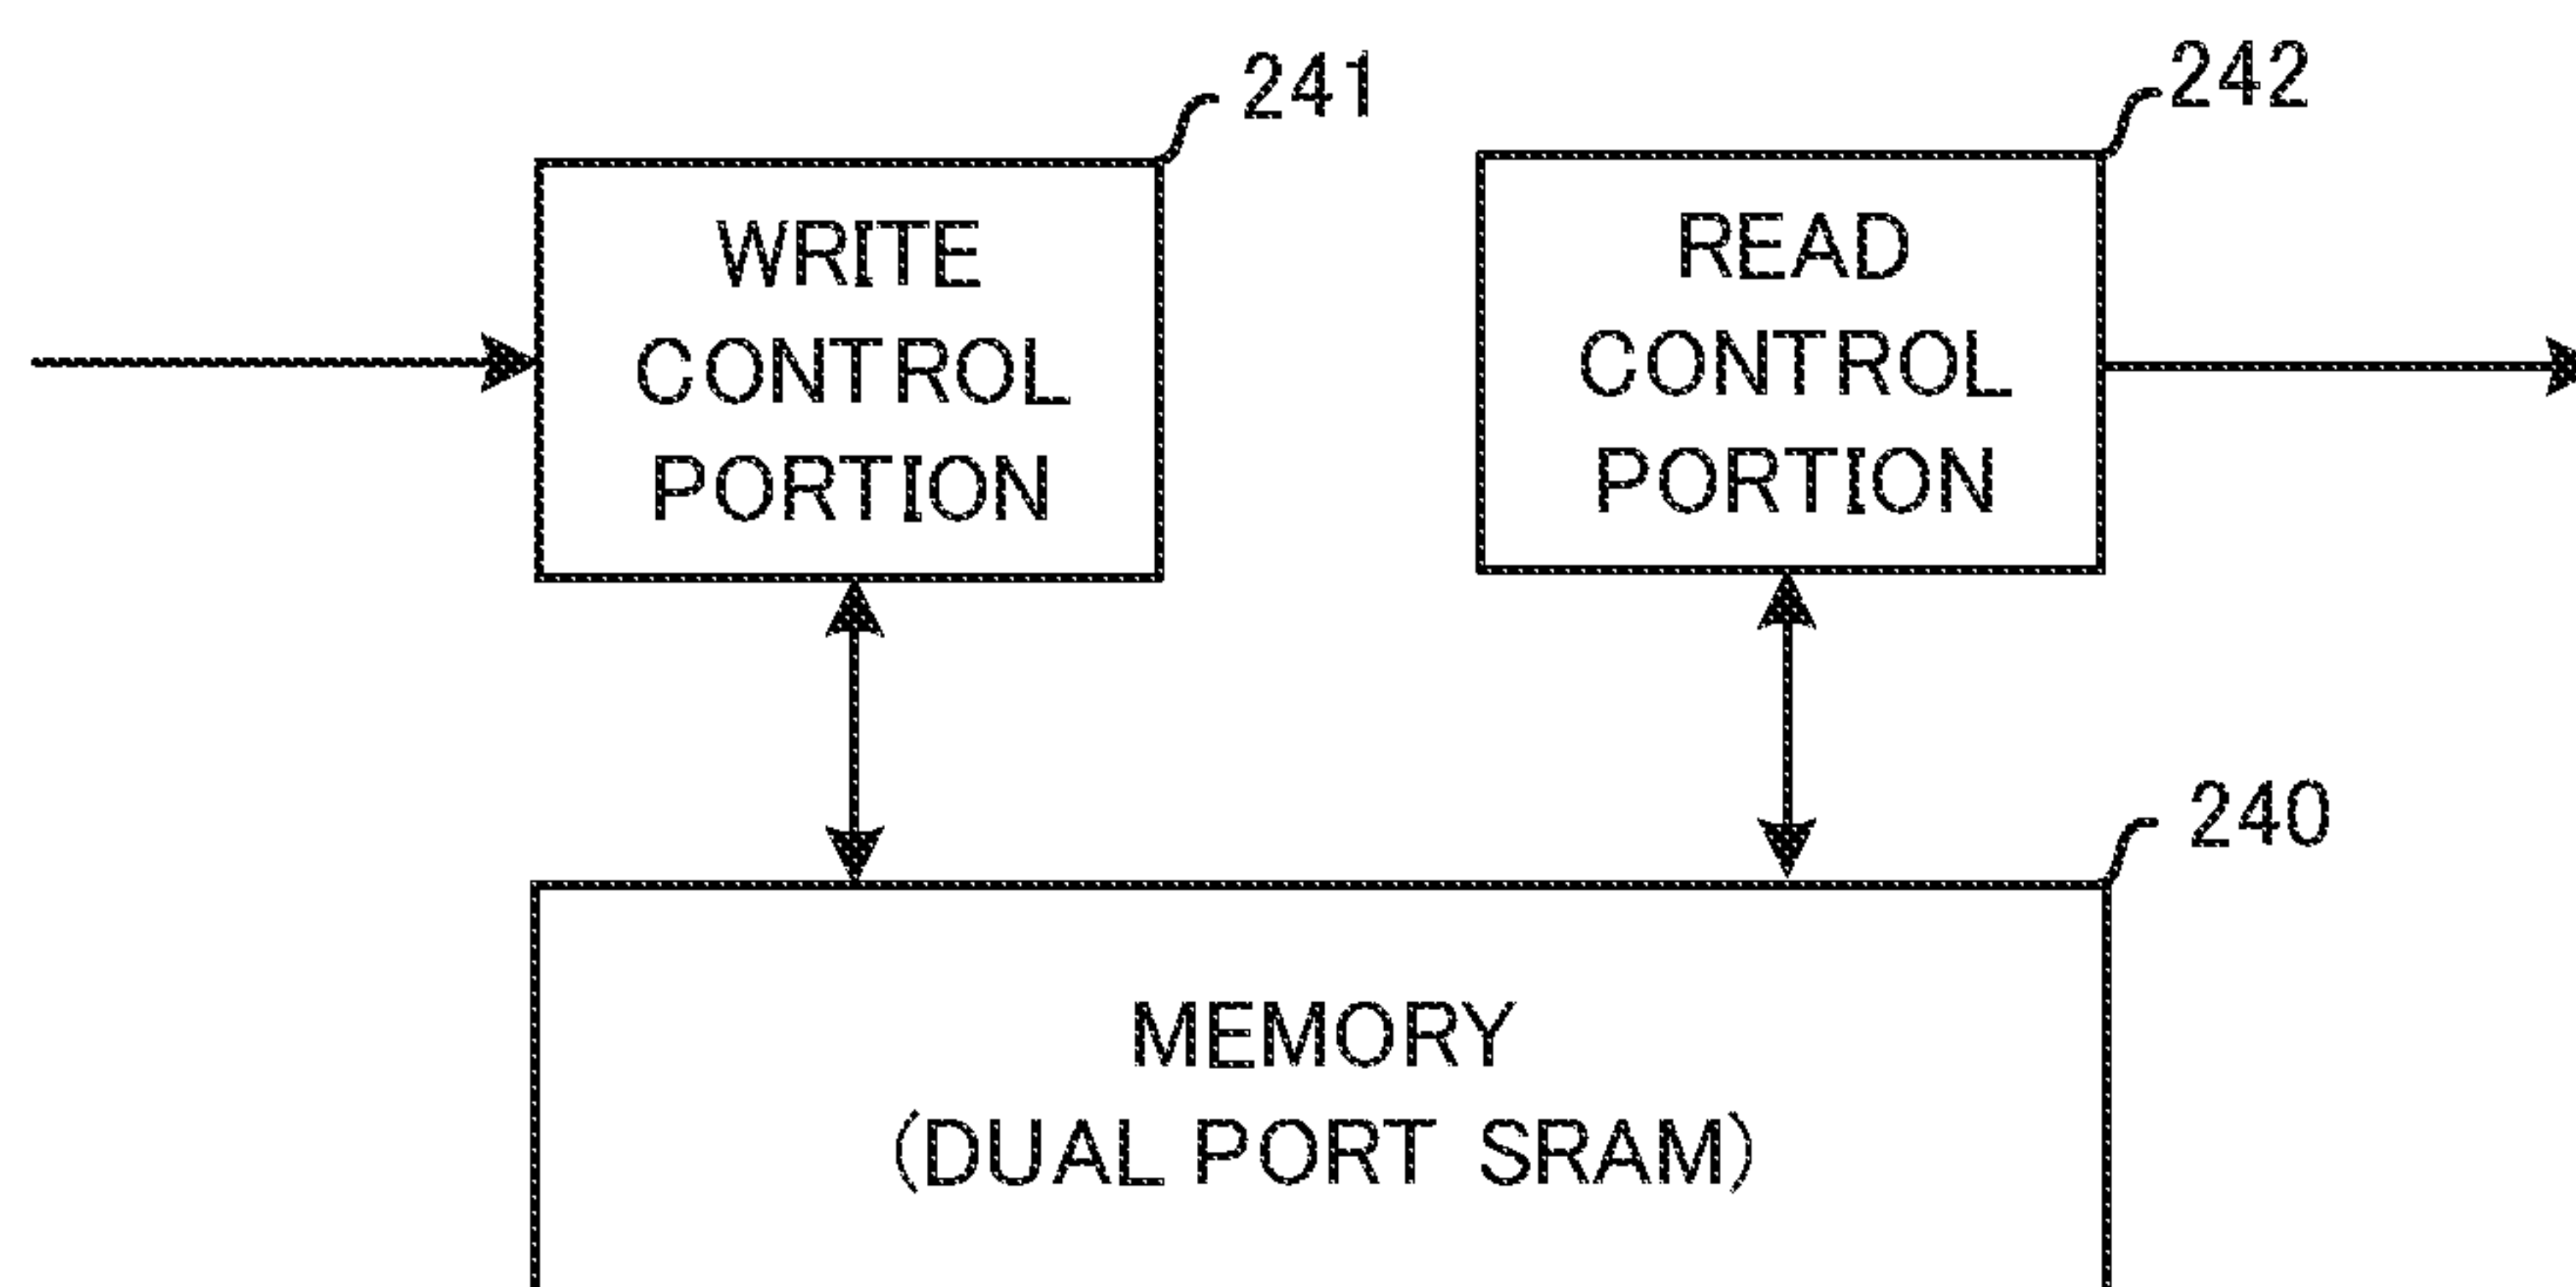 241
242
WRITE
CONTROL
PORTION
READ
CONTROL
PORTION
240
MEMORY
(DUAL PORT SRAM)